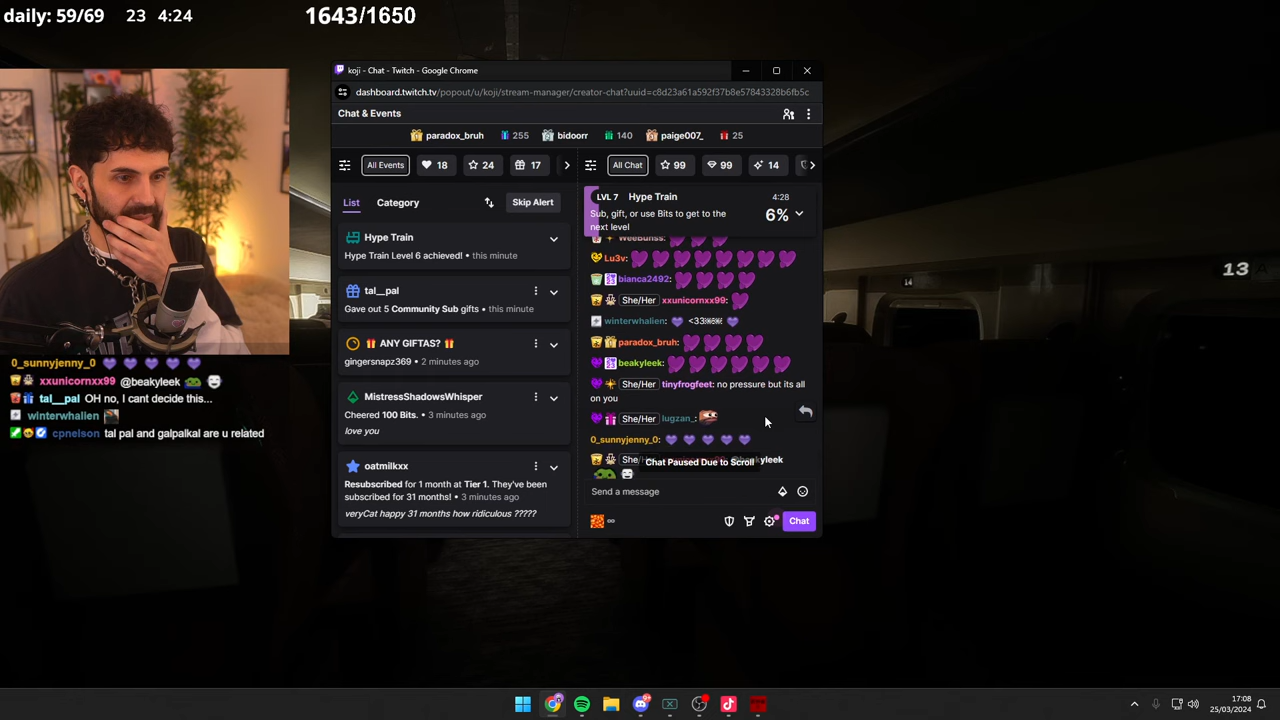 daily: 59/69 23 4:24 1643/1650
koji - Chat - Twitch - Google Chrome
dashboard.twitch.tv/popout/u/koji/stream-manager/creator-chat?uuid=c8d23a61a592f37b8e57843328b6fb5c
Chat & Events
paradox_bruh 255 bidoorr 140 paige007_ 25
All Events 18 24 17
List Category Skip Alert
Hype Train
Hype Train Level 6 achieved! • this minute
tal__pal
Gave out 5 Community Sub gifts • this minute
ANY GIFTAS?
gingersnapz369 • 2 minutes ago
MistressShadowsWhisper
Cheered 100 Bits. • 3 minutes ago
love you
oatmilkxx
Resubscribed for 1 month at Tier 1. They've been
subscribed for 31 months! • 3 minutes ago
veryCat happy 31 months how ridiculous ?????
All Chat 99 99 14
LVL 7 Hype Train 4:28
Sub, gift, or use Bits to get to the
next level
6%
WeeBunss:
Lu3v:
bianca2492:
She/Her xxunicornxx99:
winterwhalien: <33
paradox_bruh:
beakyleek:
She/Her tinyfrogfeet: no pressure but its all
on you
She/Her lugzan_:
0_sunnyjenny_0:
Chat Paused Due to Scroll
Send a message
∞ Chat
0_sunnyjenny_0
xxunicornxx99 @beakyleek
tal__pal OH no, I cant decide this...
winterwhalien
cpnelson tal pal and galpalkal are u related
14
13
17:08
25/03/2024